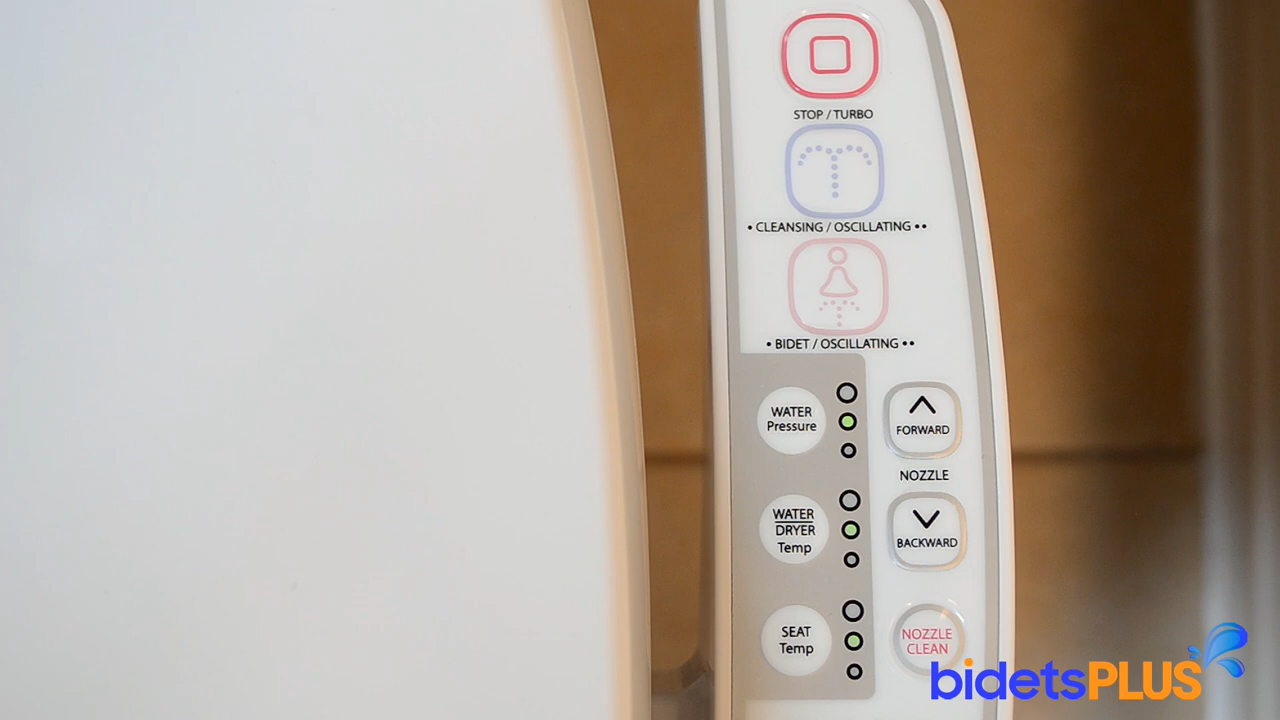 STOP / TURBO
• CLEANSING / OSCILLATING ••
• BIDET / OSCILLATING ••
WATER
Pressure
FORWARD
NOZZLE
WATER
DRYER
Temp
BACKWARD
SEAT
Temp
NOZZLE
CLEAN
bidetsPLUS